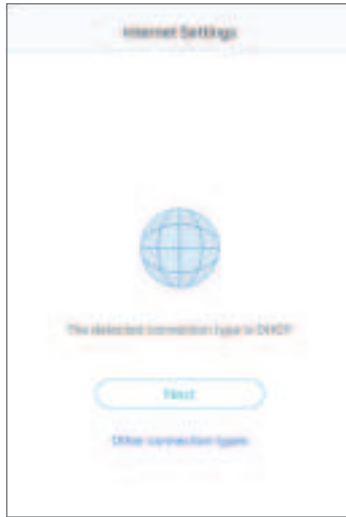 Internet Settings
The detected connection type is DHCP
Next
Other connection types